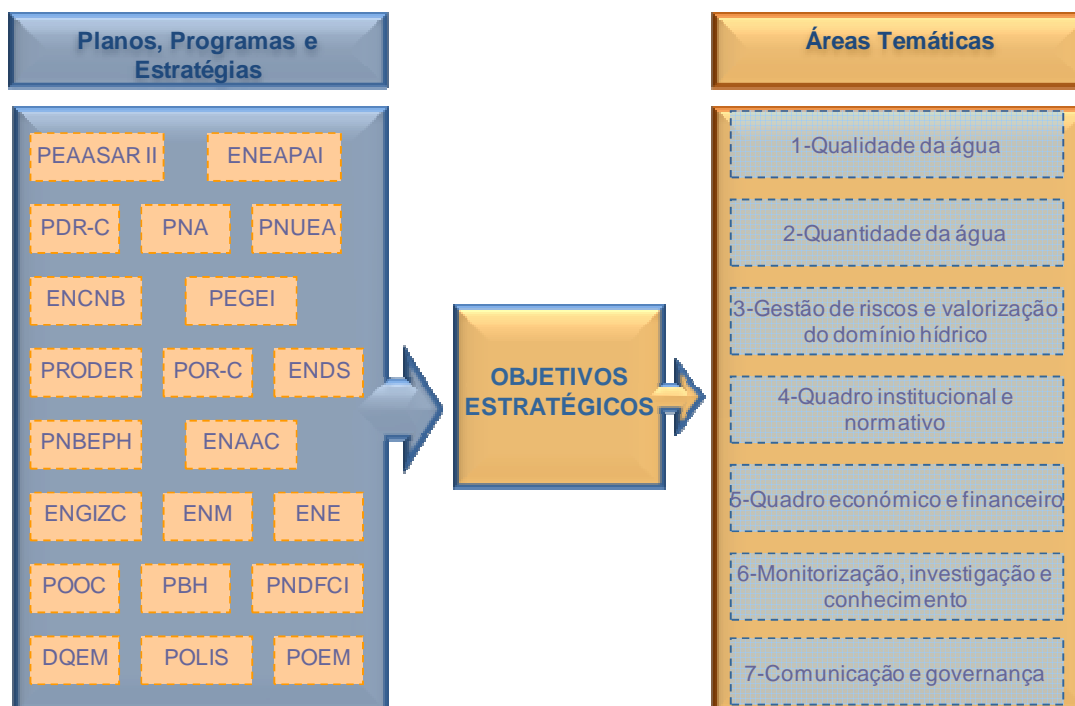 Planos, Programas e
Estratégias
PEAASAR II
ENEAPAI
PDR-C
PNA
PNUEA
ENCNB
PEGEI
PRODER
POR-C
ENDS
PNBEPH
ENAAC
ENGIZC
ENM
ENE
POOC
PBH
PNDFCI
DQEM
POLIS
POEM
OBJETIVOS
ESTRATÉGICOS
Áreas Temáticas
1-Qualidade da água
2-Quantidade da água
3-Gestão de riscos e valorização
do domínio hídrico
4-Quadro institucional e
normativo
5-Quadro económico e financeiro
6-Monitorização, investigação e
conhecimento
7-Comunicação e governança